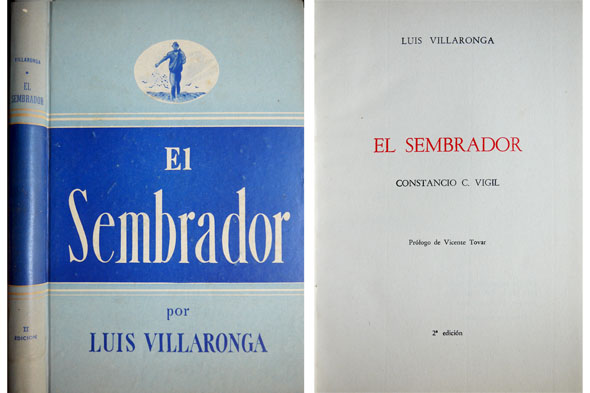 VILLARONGA
EL
SEMBRADOR
II
EDICION
El
Sembrador
por
LUIS VILLARONGA
LUIS VILLARONGA
EL SEMBRADOR
CONSTANCIO C. VIGIL
Prólogo de Vicente Tovar
2ª edición